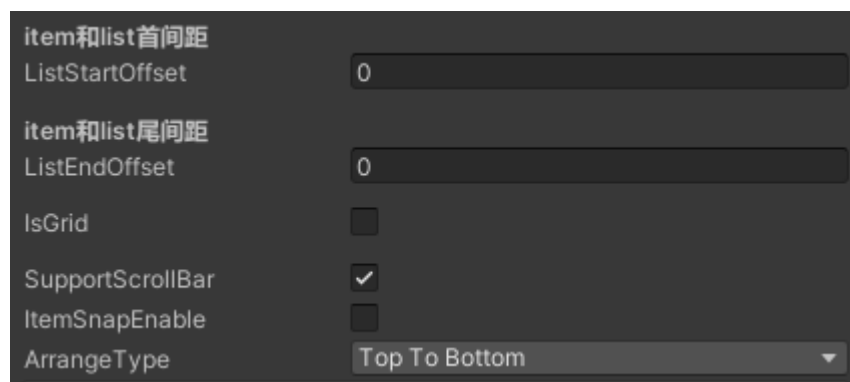 item和list首间距
ListStartOffset 0
item和list尾间距
ListEndOffset 0
IsGrid
SupportScrollBar
ItemSnapEnable
ArrangeType Top To Bottom